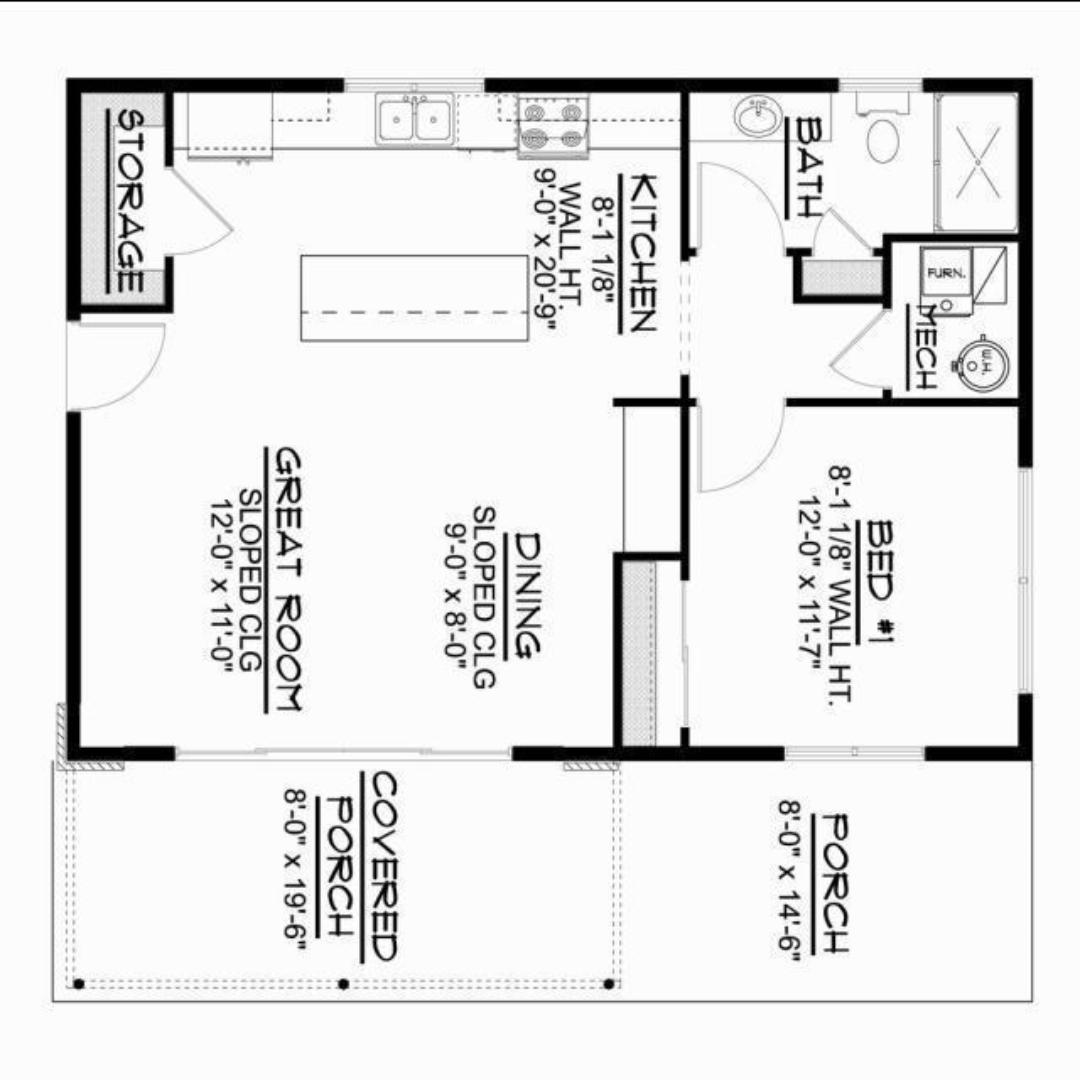 STORAGE
KITCHEN
8'-1 1/8"
WALL HT.
9'-0" x 20'-9"
BATH
FURN.
MECH
W.H.
GREAT ROOM
SLOPED CLG
12'-0" x 11'-0"
DINING
SLOPED CLG
9'-0" x 8'-0"
BED #1
8'-1 1/8" WALL HT.
12'-0" x 11'-7"
COVERED
PORCH
8'-0" x 19'-6"
PORCH
8'-0" x 14'-6"